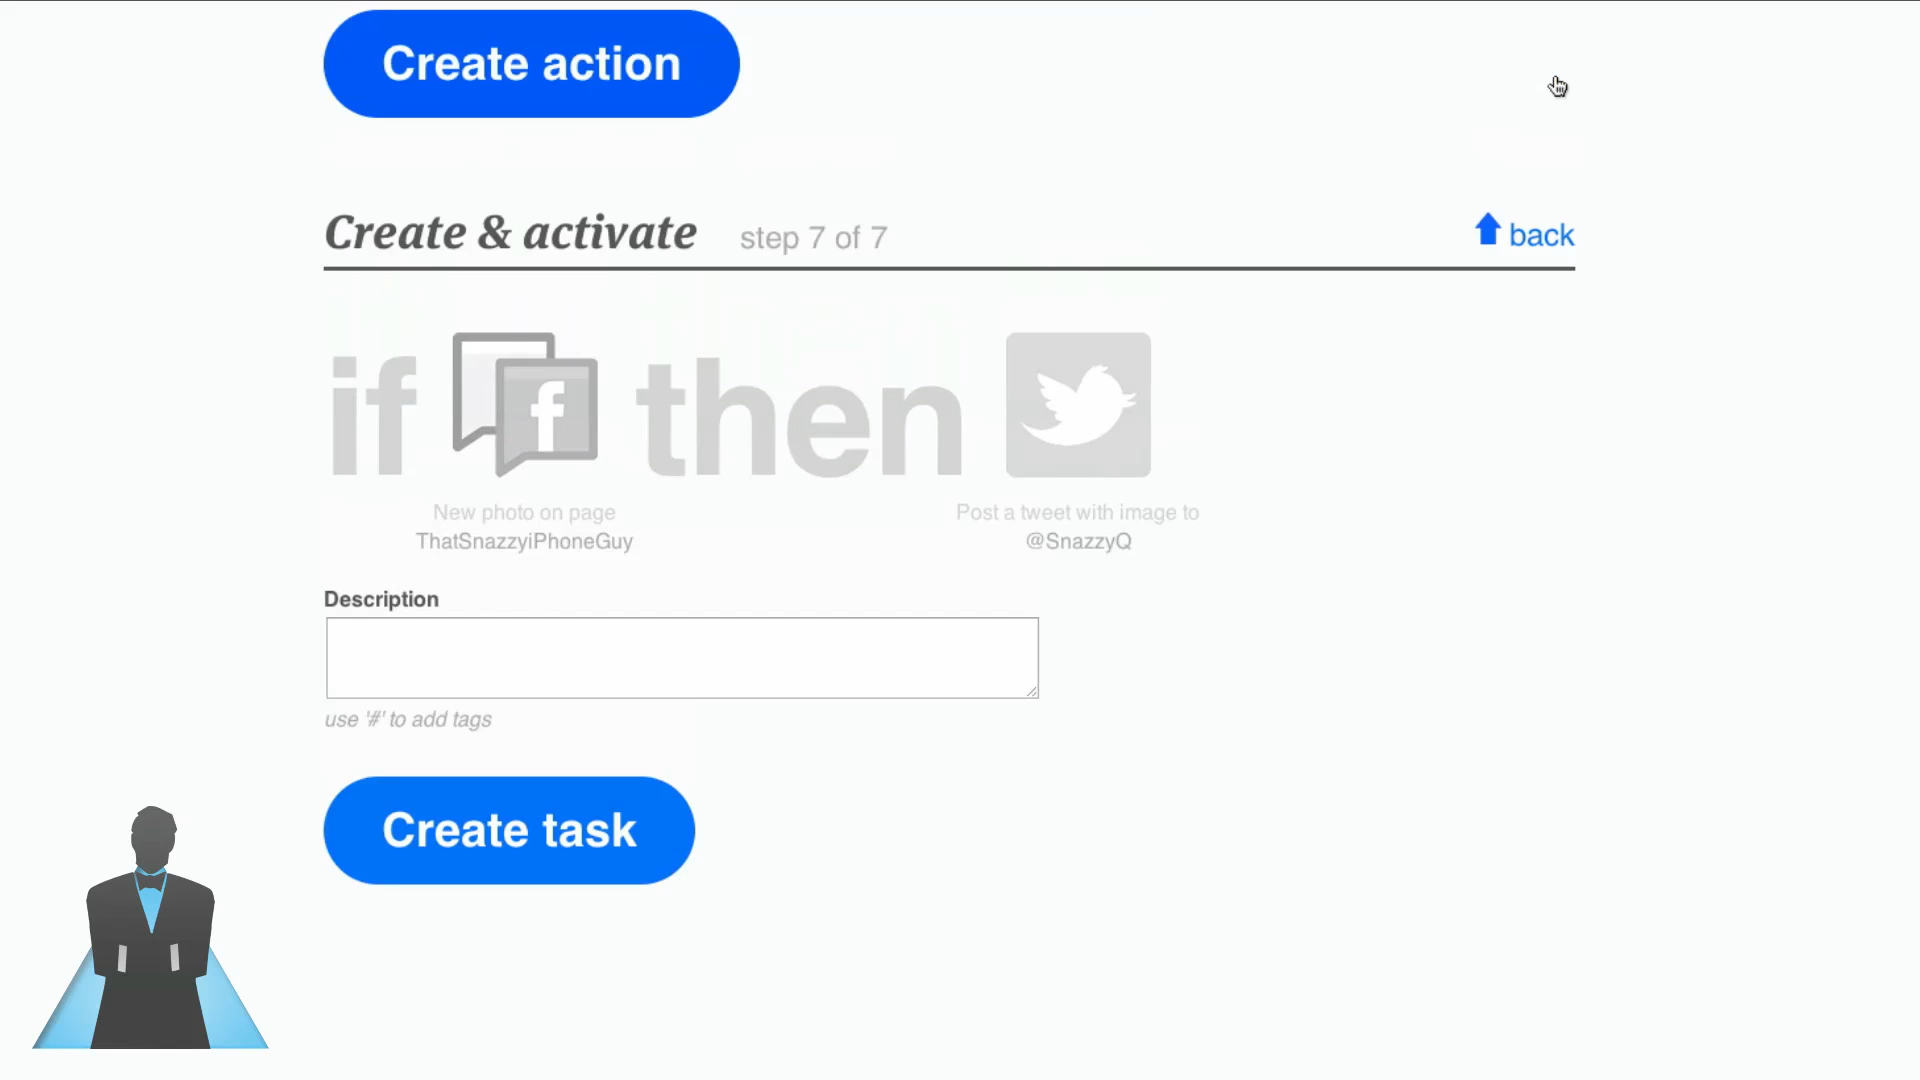 Create action
Create & activate step 7 of 7 back
if f then
New photo on page
ThatSnazzyiPhoneGuy
Post a tweet with image to
@SnazzyQ
Description
use '#' to add tags
Create task